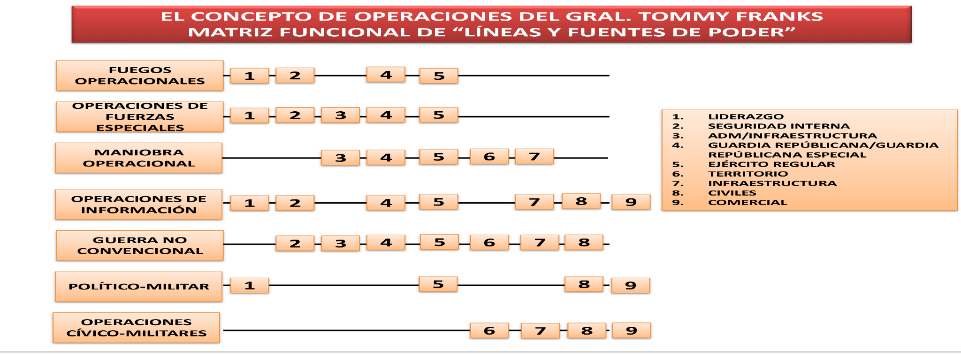 EL CONCEPTO DE OPERACIONES DEL GRAL. TOMMY FRANKS
MATRIZ FUNCIONAL DE “LÍNEAS Y FUENTES DE PODER”
FUEGOS
OPERACIONALES
1 2 4 5
OPERACIONES DE
FUERZAS
ESPECIALES
1 2 3 4 5
MANIOBRA
OPERACIONAL
3 4 5 6 7
OPERACIONES DE
INFORMACIÓN
1 2 4 5 7 8 9
GUERRA NO
CONVENCIONAL
2 3 4 5 6 7 8
POLÍTICO-MILITAR
1 5 8 9
OPERACIONES
CÍVICO-MILITARES
6 7 8 9
1. LIDERAZGO
2. SEGURIDAD INTERNA
3. ADM/INFRAESTRUCTURA
4. GUARDIA REPÚBLICANA/GUARDIA
REPÚBLICANA ESPECIAL
5. EJÉRCITO REGULAR
6. TERRITORIO
7. INFRAESTRUCTURA
8. CIVILES
9. COMERCIAL